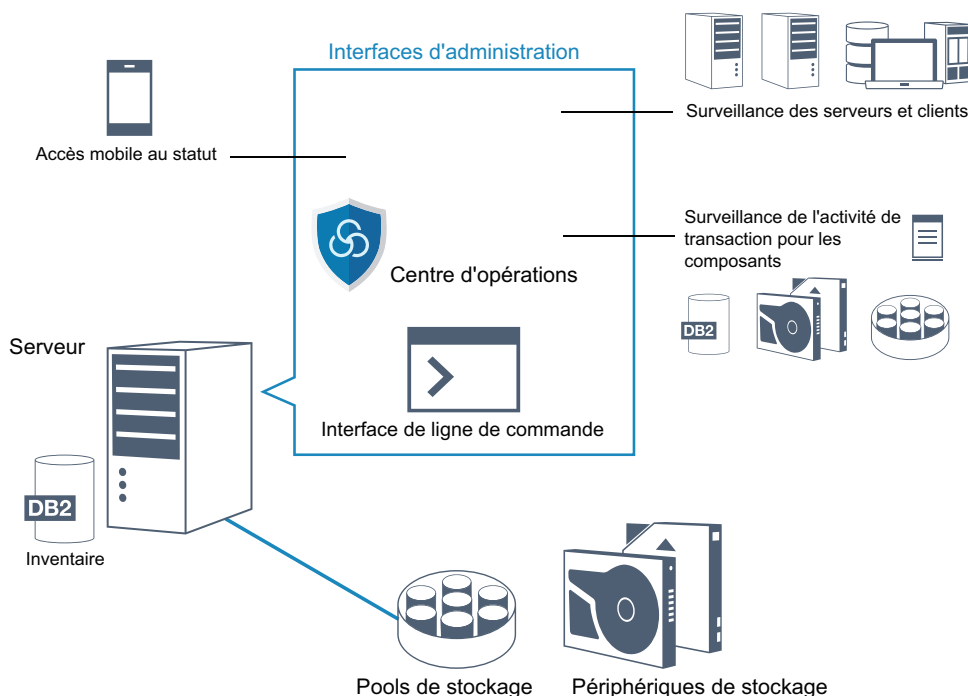 Interfaces d'administration
Surveillance des serveurs et clients
Accès mobile au statut
Surveillance de l'activité de
transaction pour les
composants
Centre d'opérations
DB2
Serveur
Interface de ligne de commande
DB2
Inventaire
Pools de stockage
Périphériques de stockage